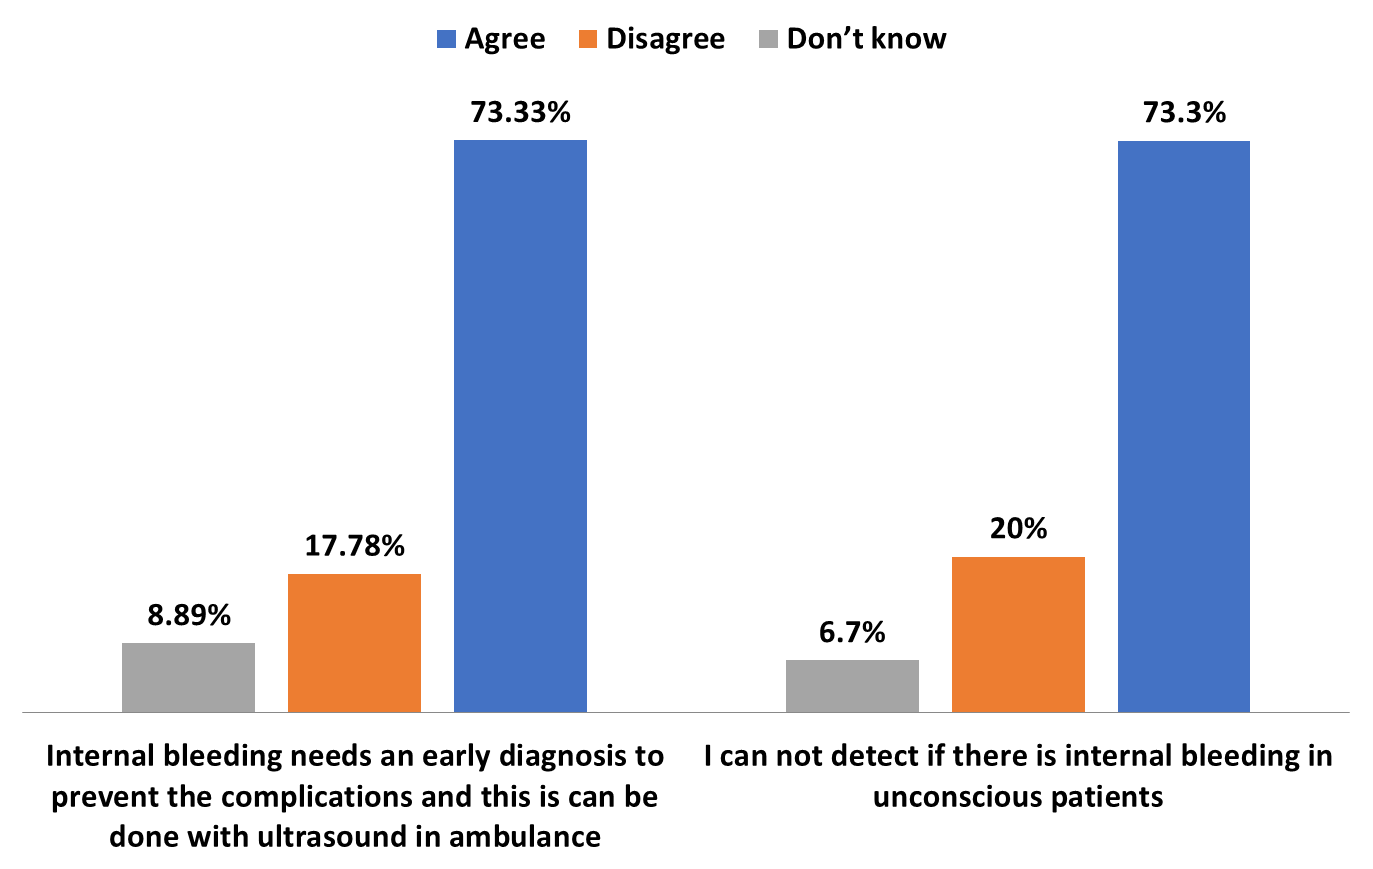 Agree Disagree Don’t know
73.33%
73.3%
17.78%
20%
8.89%
6.7%
Internal bleeding needs an early diagnosis to
prevent the complications and this is can be
done with ultrasound in ambulance
I can not detect if there is internal bleeding in
unconscious patients